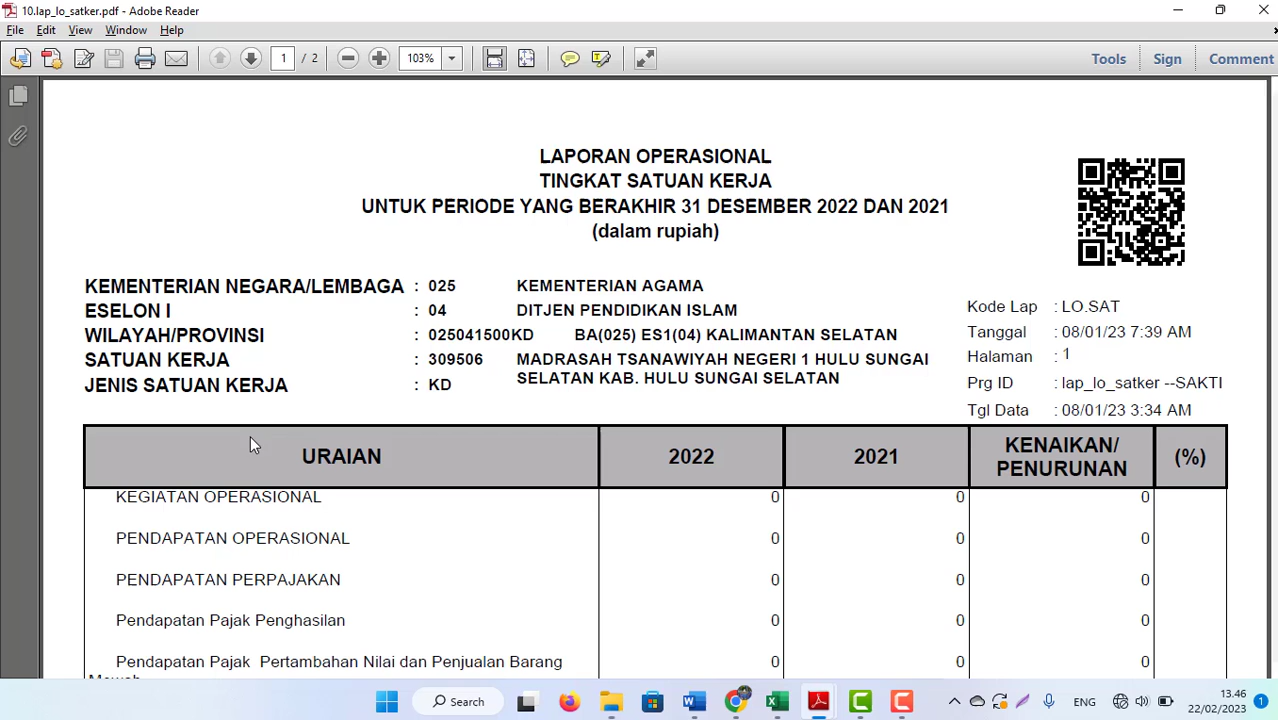 10.lap_lo_satker.pdf - Adobe Reader
File Edit View Window Help
1 / 2 103% Tools Sign Comment
LAPORAN OPERASIONAL
TINGKAT SATUAN KERJA
UNTUK PERIODE YANG BERAKHIR 31 DESEMBER 2022 DAN 2021
(dalam rupiah)
KEMENTERIAN NEGARA/LEMBAGA : 025 KEMENTERIAN AGAMA
ESELON I : 04 DITJEN PENDIDIKAN ISLAM
WILAYAH/PROVINSI : 025041500KD BA(025) ES1(04) KALIMANTAN SELATAN
SATUAN KERJA : 309506 MADRASAH TSANAWIYAH NEGERI 1 HULU SUNGAI
SELATAN KAB. HULU SUNGAI SELATAN
JENIS SATUAN KERJA : KD
Kode Lap : LO.SAT
Tanggal : 08/01/23 7:39 AM
Halaman : 1
Prg ID : lap_lo_satker --SAKTI
Tgl Data : 08/01/23 3:34 AM
URAIAN 2022 2021 KENAIKAN/
PENURUNAN (%)
KEGIATAN OPERASIONAL 0 0 0
PENDAPATAN OPERASIONAL 0 0 0
PENDAPATAN PERPAJAKAN 0 0 0
Pendapatan Pajak Penghasilan 0 0 0
Pendapatan Pajak Pertambahan Nilai dan Penjualan Barang 0 0 0
Search ENG 13.46
22/02/2023 1